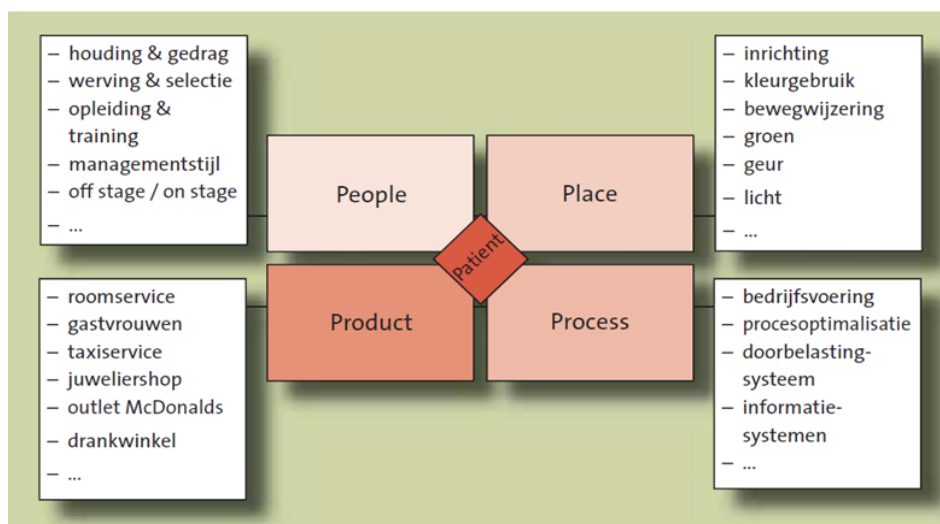 – houding & gedrag
– werving & selectie
– opleiding &
training
– managementstijl
– off stage / on stage
– ...
People
Place
– inrichting
– kleurgebruik
– bewegwijzering
– groen
– geur
– licht
– ...
Patient
– roomservice
– gastvrouwen
– taxiservice
– juweliershop
– outlet McDonalds
– drankwinkel
– ...
Product
Process
– bedrijfsvoering
– procesoptimalisatie
– doorbelasting-
systeem
– informatie-
systemen
– ...